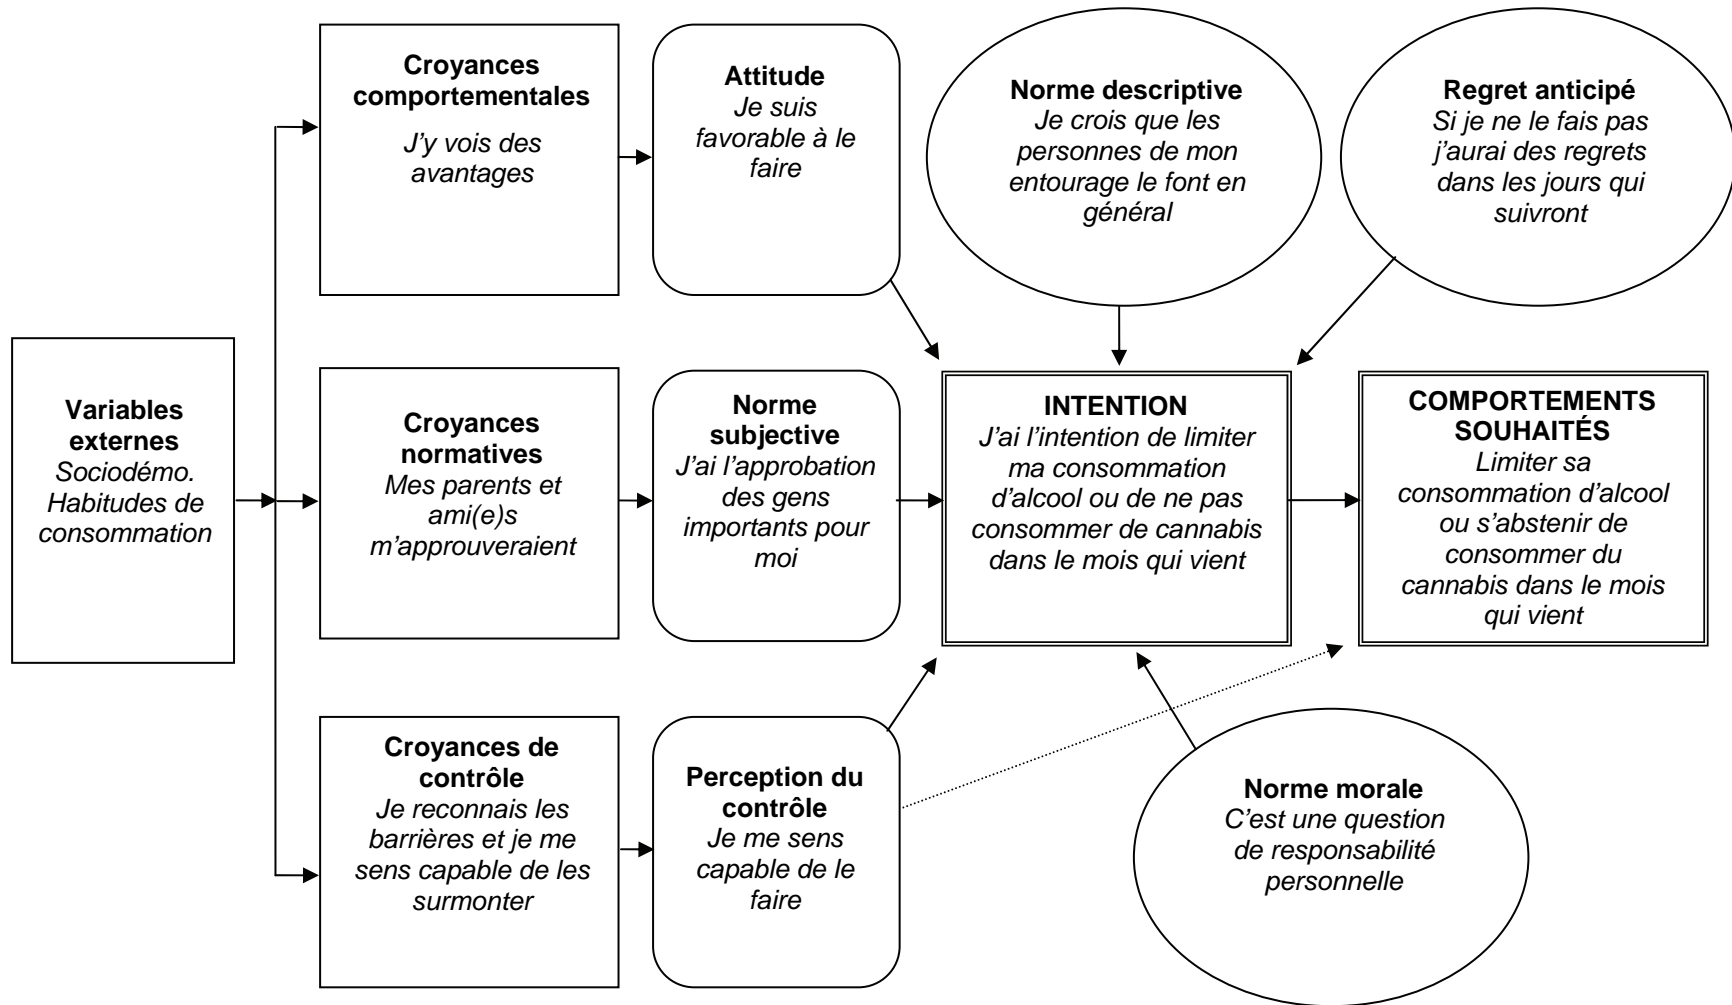 Variables
externes
Sociodémo.
Habitudes de
consommation
Croyances
comportementales
J'y vois des
avantages
Attitude
Je suis
favorable à le
faire
Norme descriptive
Je crois que les
personnes de mon
entourage le font en
général
Regret anticipé
Si je ne le fais pas
j'aurai des regrets
dans les jours qui
suivront
Croyances
normatives
Mes parents et
ami(e)s
m'approuveraient
Norme
subjective
J'ai l'approbation
des gens
importants pour
moi
INTENTION
J'ai l'intention de limiter
ma consommation
d'alcool ou de ne pas
consommer de cannabis
dans le mois qui vient
COMPORTEMENTS
SOUHAITÉS
Limiter sa
consommation d'alcool
ou s'abstenir de
consommer du
cannabis dans le mois
qui vient
Croyances de
contrôle
Je reconnais les
barrières et je me
sens capable de les
surmonter
Perception du
contrôle
Je me sens
capable de le
faire
Norme morale
C'est une question
de responsabilité
personnelle